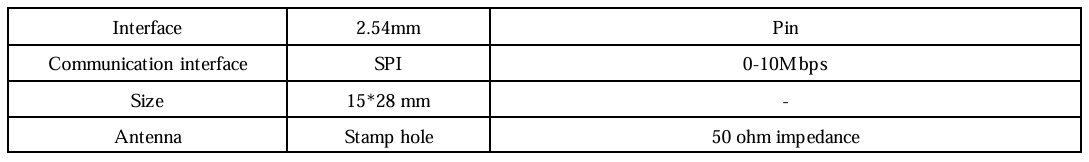 Interface 2.54mm Pin
Communication interface SPI 0-10Mbps
Size 15*28 mm -
Antenna Stamp hole 50 ohm impedance